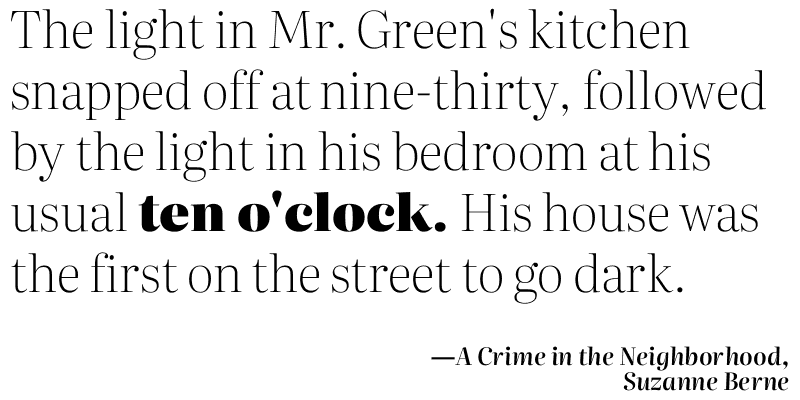 The light in Mr. Green's kitchen
snapped off at nine-thirty, followed
by the light in his bedroom at his
usual ten o'clock. His house was
the first on the street to go dark.
—A Crime in the Neighborhood,
Suzanne Berne